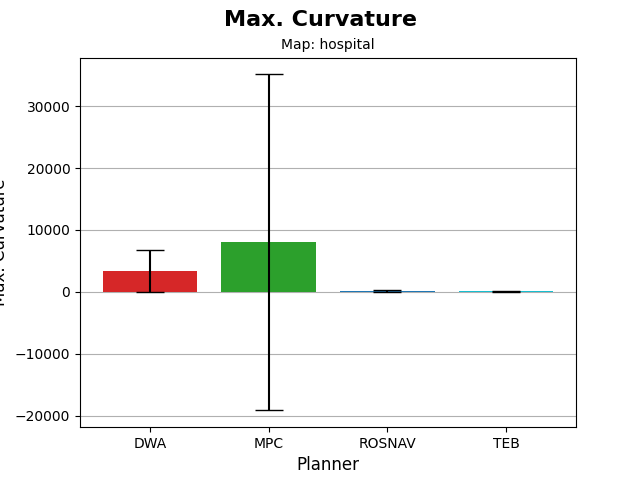 Max. Curvature
Map: hospital
Max. Curvature
30000
20000
10000
0
−10000
−20000
DWA MPC ROSNAV TEB
Planner